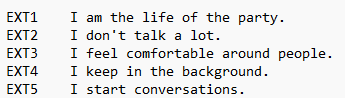 EXT1 I am the life of the party.
EXT2 I don't talk a lot.
EXT3 I feel comfortable around people.
EXT4 I keep in the background.
EXT5 I start conversations.